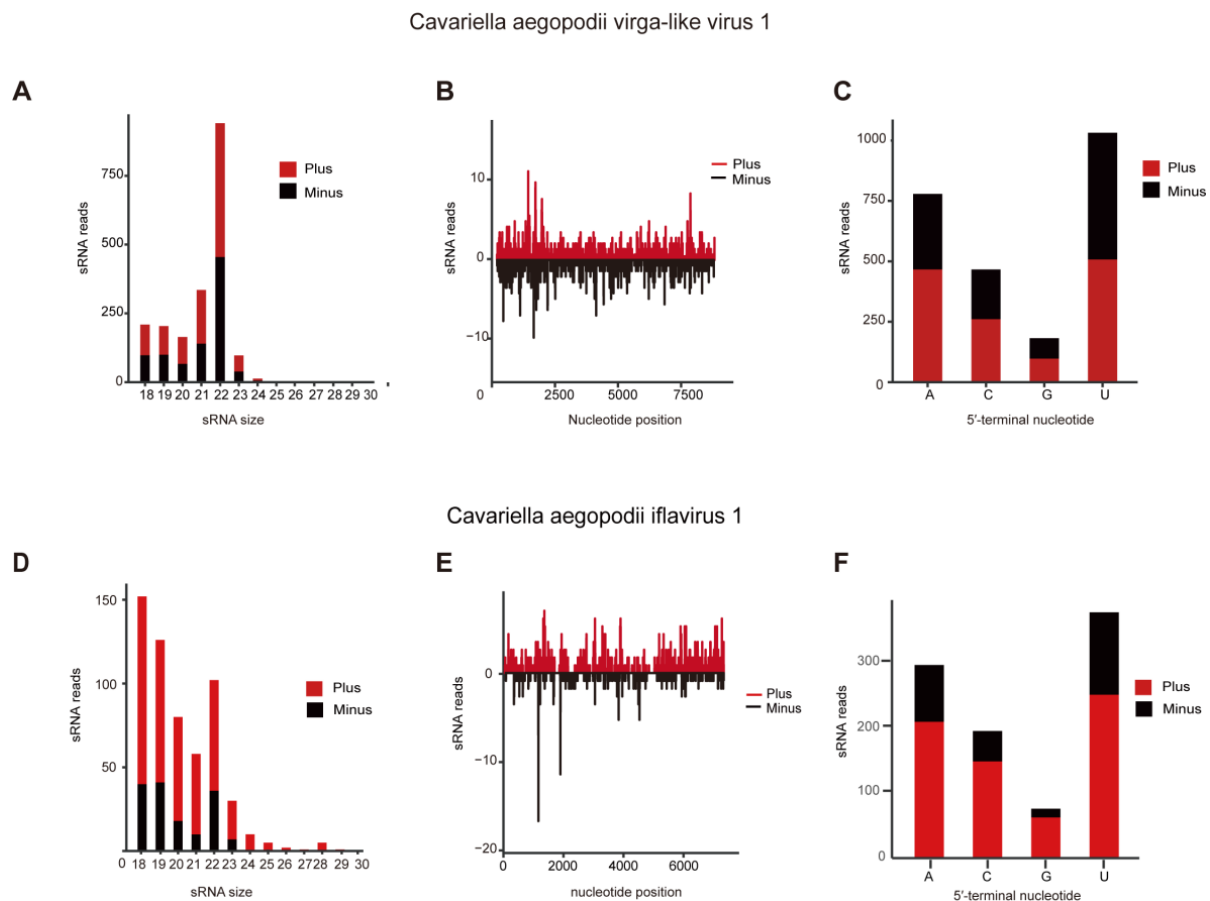 Cavariella aegopodii virga-like virus 1
A
B
C
sRNA reads
750
500
250
0
18 19 20 21 22 23 24 25 26 27 28 29 30
sRNA size
Plus
Minus
sRNA reads
10
0
−10
0 2500 5000 7500
Nucleotide position
Plus
Minus
sRNA reads
1000
750
500
250
0
A C G U
5′-terminal nucleotide
Plus
Minus
Cavariella aegopodii iflavirus 1
D
E
F
sRNA reads
150
100
50
0 18 19 20 21 22 23 24 25 26 27 28 29 30
sRNA size
Plus
Minus
sRNA reads
0
−10
−20
0 2000 4000 6000
nucleotide position
Plus
Minus
sRNA reads
300
200
100
0
A C G U
5′-terminal nucleotide
Plus
Minus